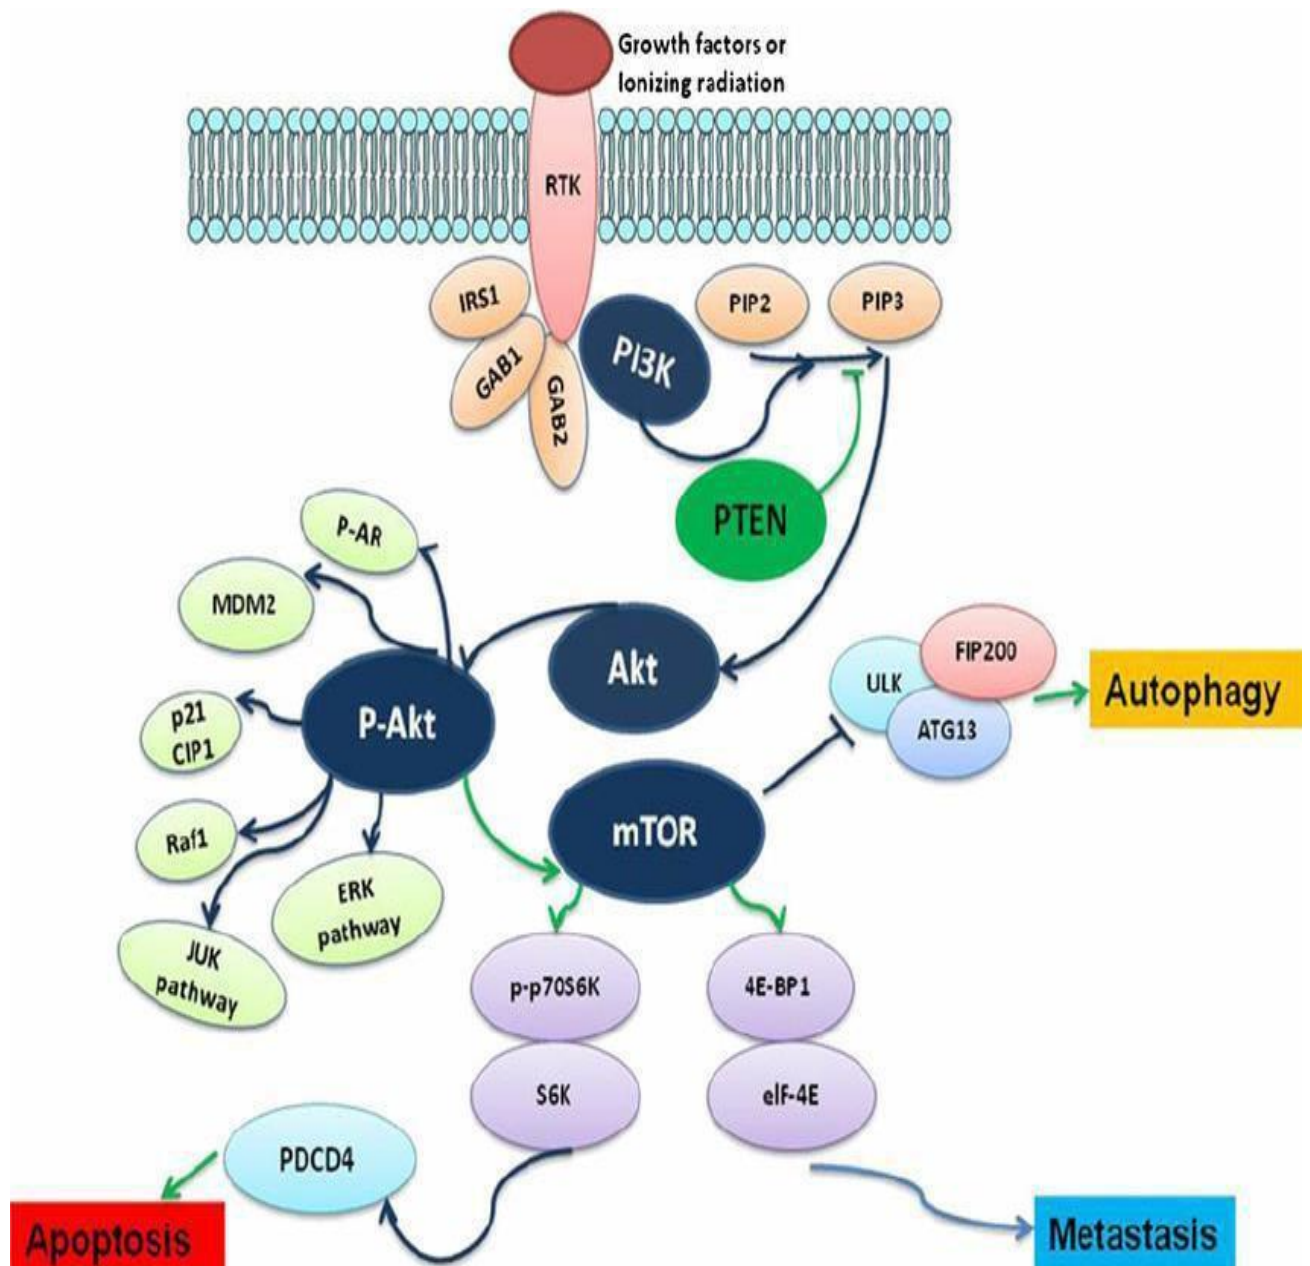 Growth factors or
Ionizing radiation
RTK
IRS1
GAB1
GAB2
PI3K
PIP2
PIP3
PTEN
P-AR
MDM2
Akt
P-Akt
p21
CIP1
Raf1
ERK
pathway
JUK
pathway
mTOR
ULK
FIP200
ATG13
Autophagy
p-p70S6K
4E-BP1
S6K
eIF-4E
PDCD4
Apoptosis
Metastasis